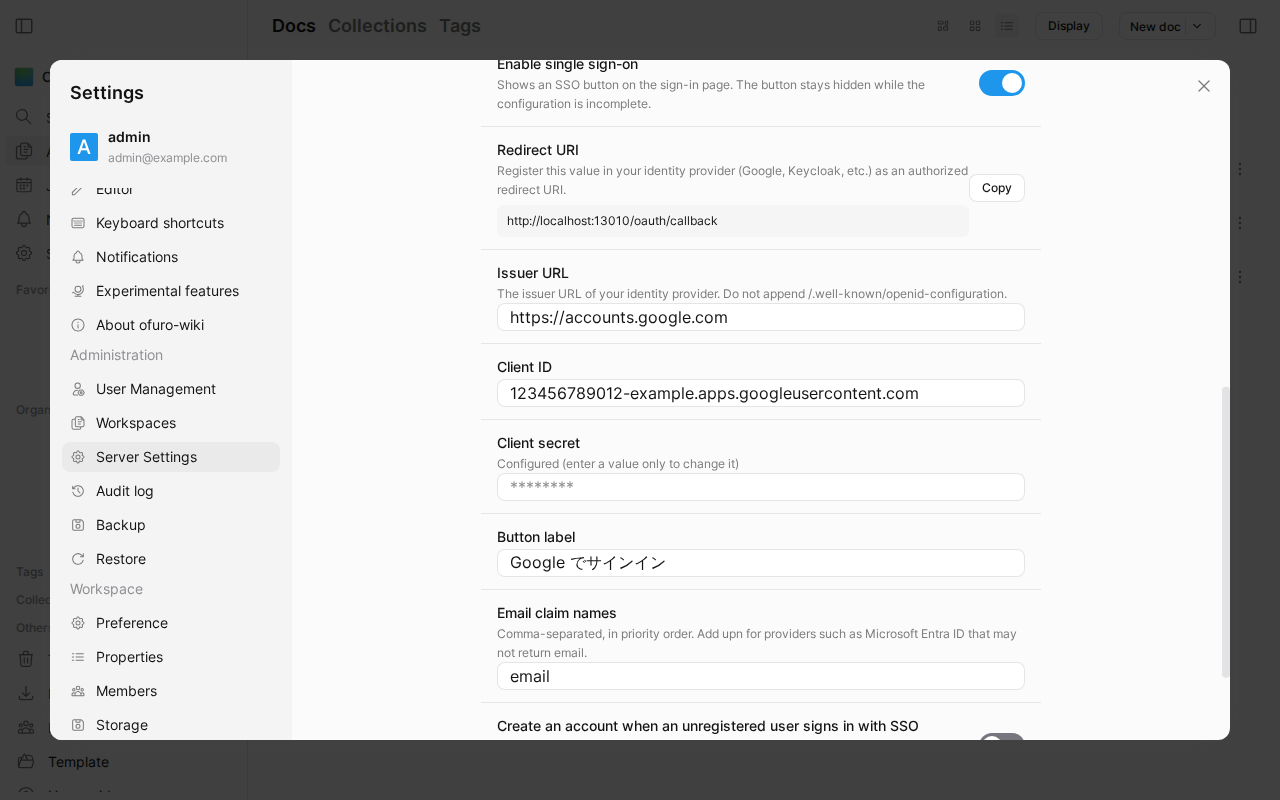 Docs Collections Tags
Display
New doc
Settings
admin
admin@example.com
Editor
Keyboard shortcuts
Notifications
Experimental features
About ofuro-wiki
Administration
User Management
Workspaces
Server Settings
Audit log
Backup
Restore
Workspace
Preference
Properties
Members
Storage
Enable single sign-on
Shows an SSO button on the sign-in page. The button stays hidden while the
configuration is incomplete.
Redirect URI
Register this value in your identity provider (Google, Keycloak, etc.) as an authorized
redirect URI.
Copy
http://localhost:13010/oauth/callback
Issuer URL
The issuer URL of your identity provider. Do not append /.well-known/openid-configuration.
https://accounts.google.com
Client ID
123456789012-example.apps.googleusercontent.com
Client secret
Configured (enter a value only to change it)
********
Button label
Google でサインイン
Email claim names
Comma-separated, in priority order. Add upn for providers such as Microsoft Entra ID that may
not return email.
email
Create an account when an unregistered user signs in with SSO
Favor
Organ
Tags
Collec
Other
Template